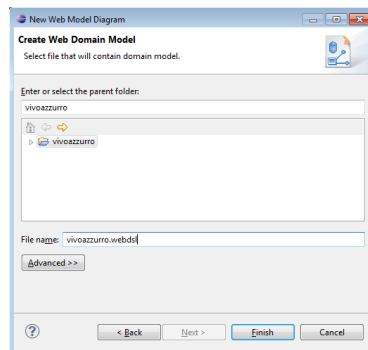 New Web Model Diagram
Create Web Domain Model
Select file that will contain domain model.
Enter or select the parent folder:
vivoazzurro
vivoazzurro
File name: vivoazzurro.webdsl
Advanced >>
< Back Next > Finish Cancel